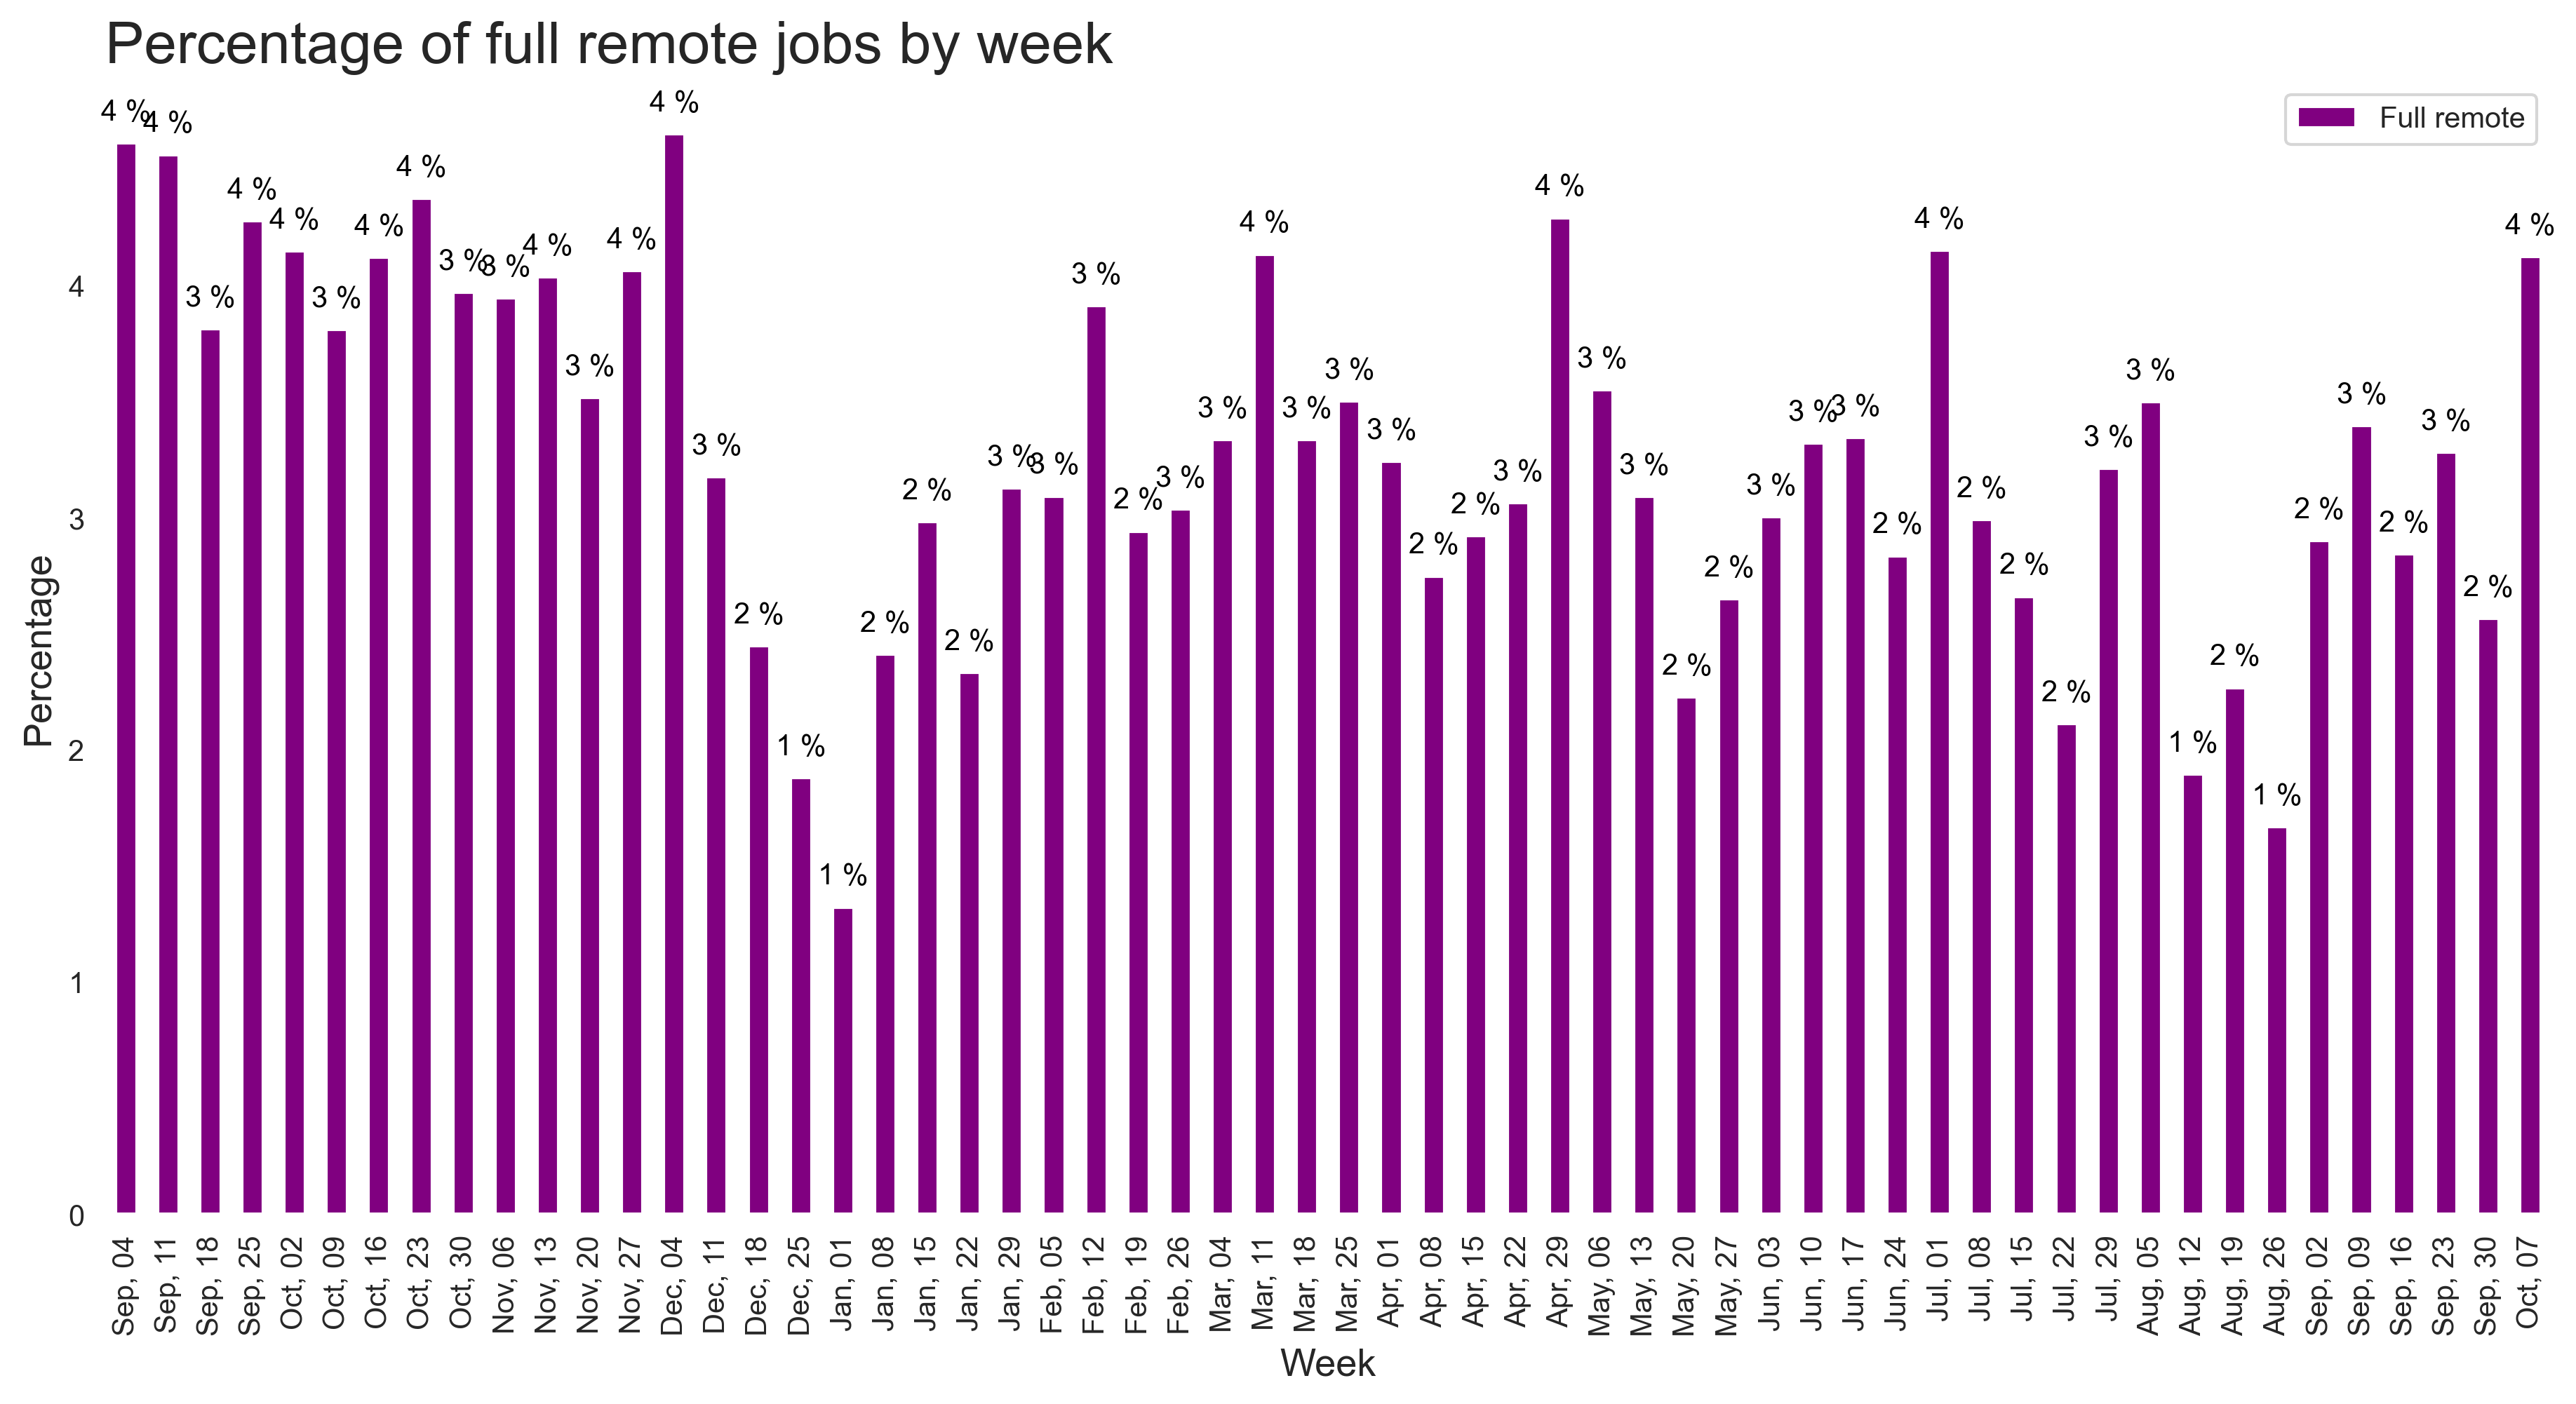 Percentage of full remote jobs by week
Full remote
4 %
4 %
3 %
4 %
4 %
3 %
4 %
4 %
3 %
3 %
4 %
3 %
4 %
4 %
3 %
2 %
1 %
1 %
2 %
2 %
2 %
3 %
3 %
3 %
2 %
3 %
3 %
4 %
3 %
3 %
3 %
2 %
2 %
3 %
4 %
3 %
3 %
2 %
2 %
3 %
3 %
3 %
2 %
4 %
2 %
2 %
2 %
3 %
3 %
1 %
2 %
1 %
2 %
3 %
2 %
3 %
2 %
4 %
Percentage
4
3
2
1
0
Sep, 04
Sep, 11
Sep, 18
Sep, 25
Oct, 02
Oct, 09
Oct, 16
Oct, 23
Oct, 30
Nov, 06
Nov, 13
Nov, 20
Nov, 27
Dec, 04
Dec, 11
Dec, 18
Dec, 25
Jan, 01
Jan, 08
Jan, 15
Jan, 22
Jan, 29
Feb, 05
Feb, 12
Feb, 19
Feb, 26
Mar, 04
Mar, 11
Mar, 18
Mar, 25
Apr, 01
Apr, 08
Apr, 15
Apr, 22
Apr, 29
May, 06
May, 13
May, 20
May, 27
Jun, 03
Jun, 10
Jun, 17
Jun, 24
Jul, 01
Jul, 08
Jul, 15
Jul, 22
Jul, 29
Aug, 05
Aug, 12
Aug, 19
Aug, 26
Sep, 02
Sep, 09
Sep, 16
Sep, 23
Sep, 30
Oct, 07
Week